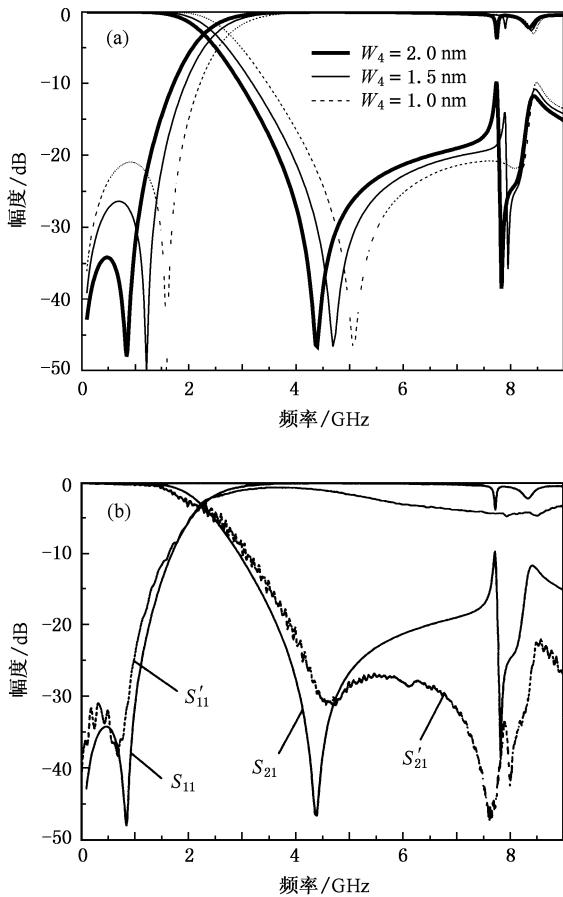 0
(a)
W₄ = 2.0 nm
W₄ = 1.5 nm
W₄ = 1.0 nm
−10
−20
−30
−40
−50
幅度/dB
0 2 4 6 8
频率/GHz
0
(b)
−10
−20
−30
−40
−50
幅度/dB
S′₁₁
S₁₁
S₂₁
S′₂₁
0 2 4 6 8
频率/GHz